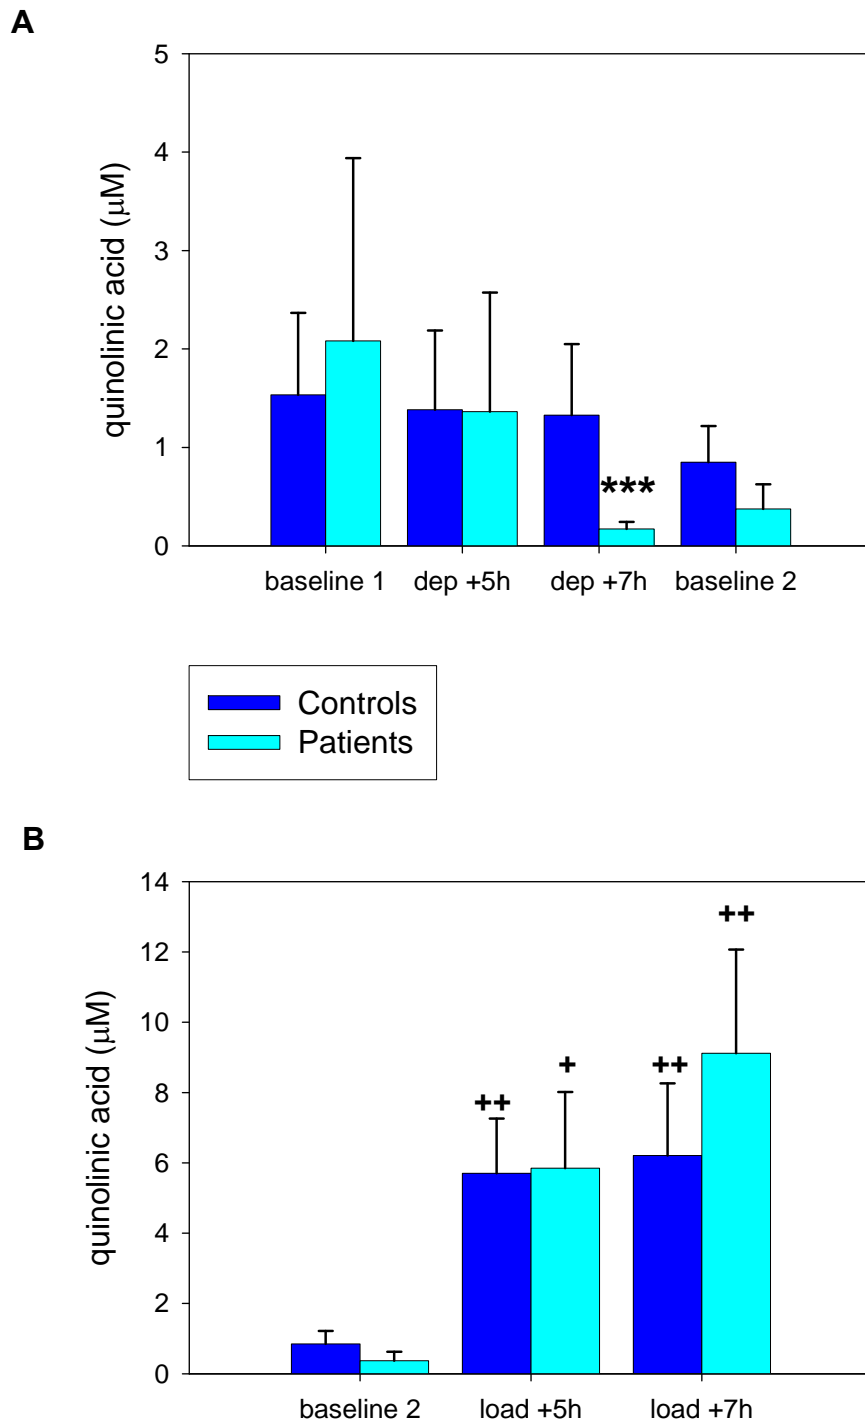 A
5
4
3
2
1
0
quinolinic acid (μM)
***
baseline 1 dep +5h dep +7h baseline 2
Controls
Patients
B
14
12
10
8
6
4
2
0
quinolinic acid (μM)
++
++ + ++
baseline 2 load +5h load +7h